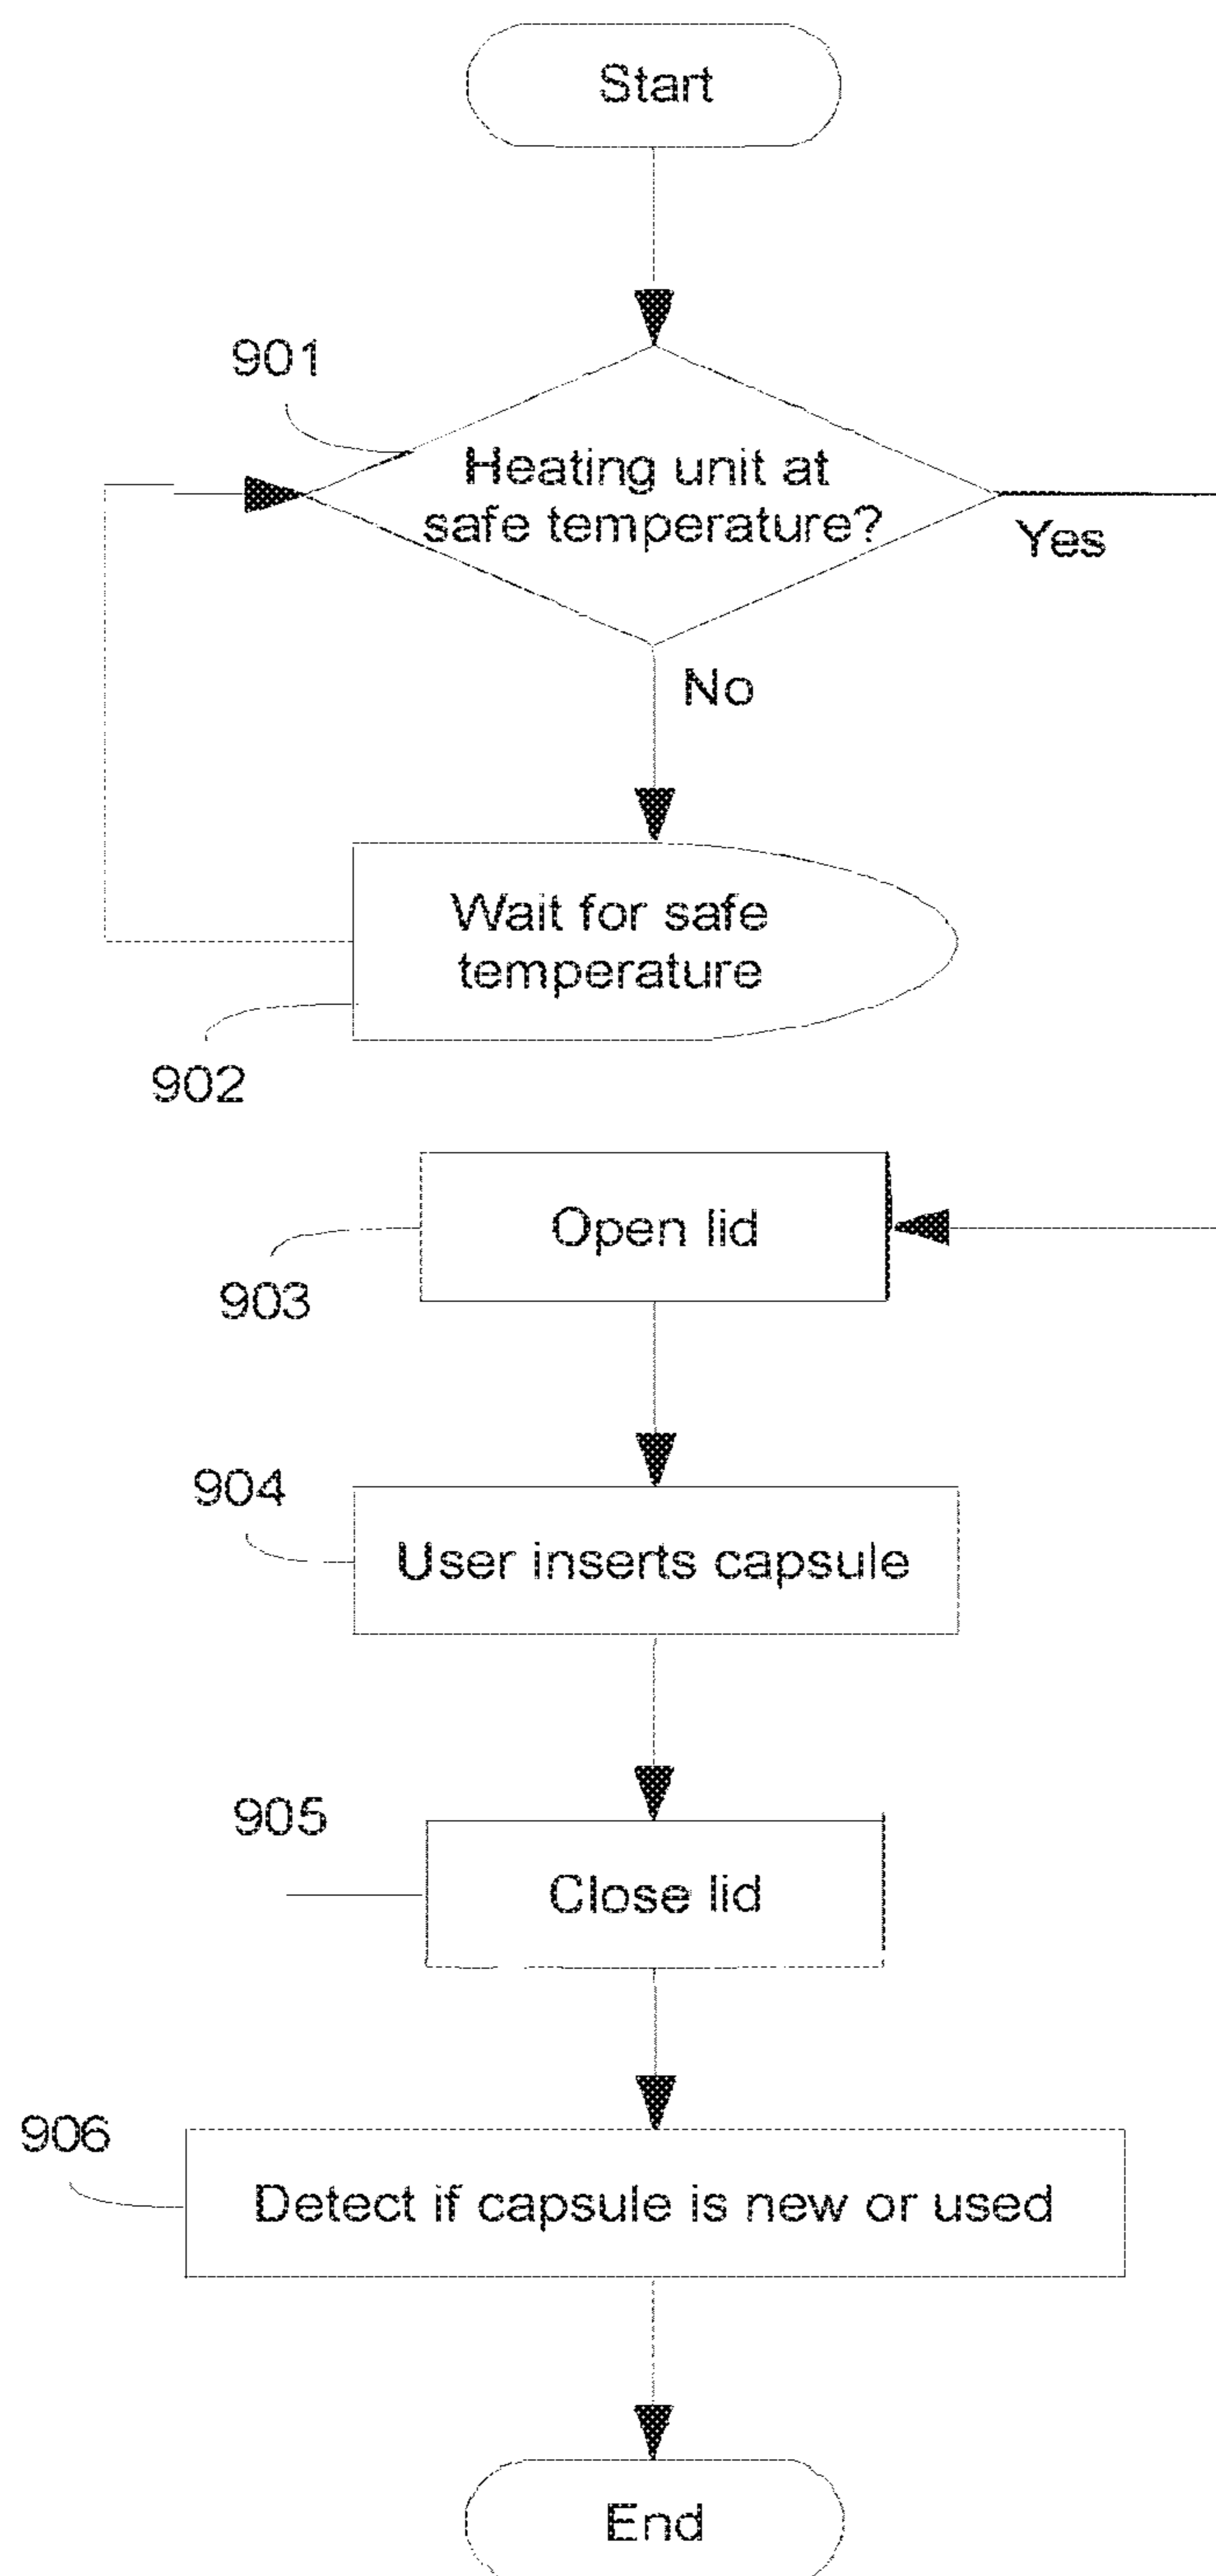 Start
901
Heating unit at
safe temperature?
Yes
No
Wait for safe
temperature
902
Open lid
903
904
User inserts capsule
905
Close lid
906
Detect if capsule is new or used
End